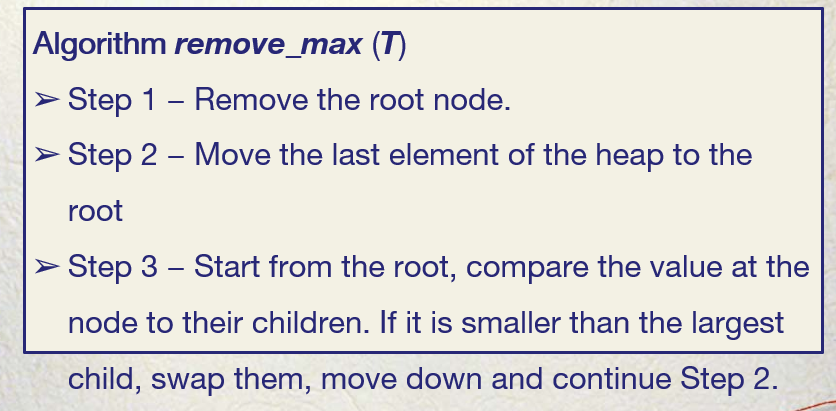 Algorithm remove_max (T)
➢ Step 1 – Remove the root node.
➢ Step 2 – Move the last element of the heap to the
root
➢ Step 3 – Start from the root, compare the value at the
node to their children. If it is smaller than the largest
child, swap them, move down and continue Step 2.